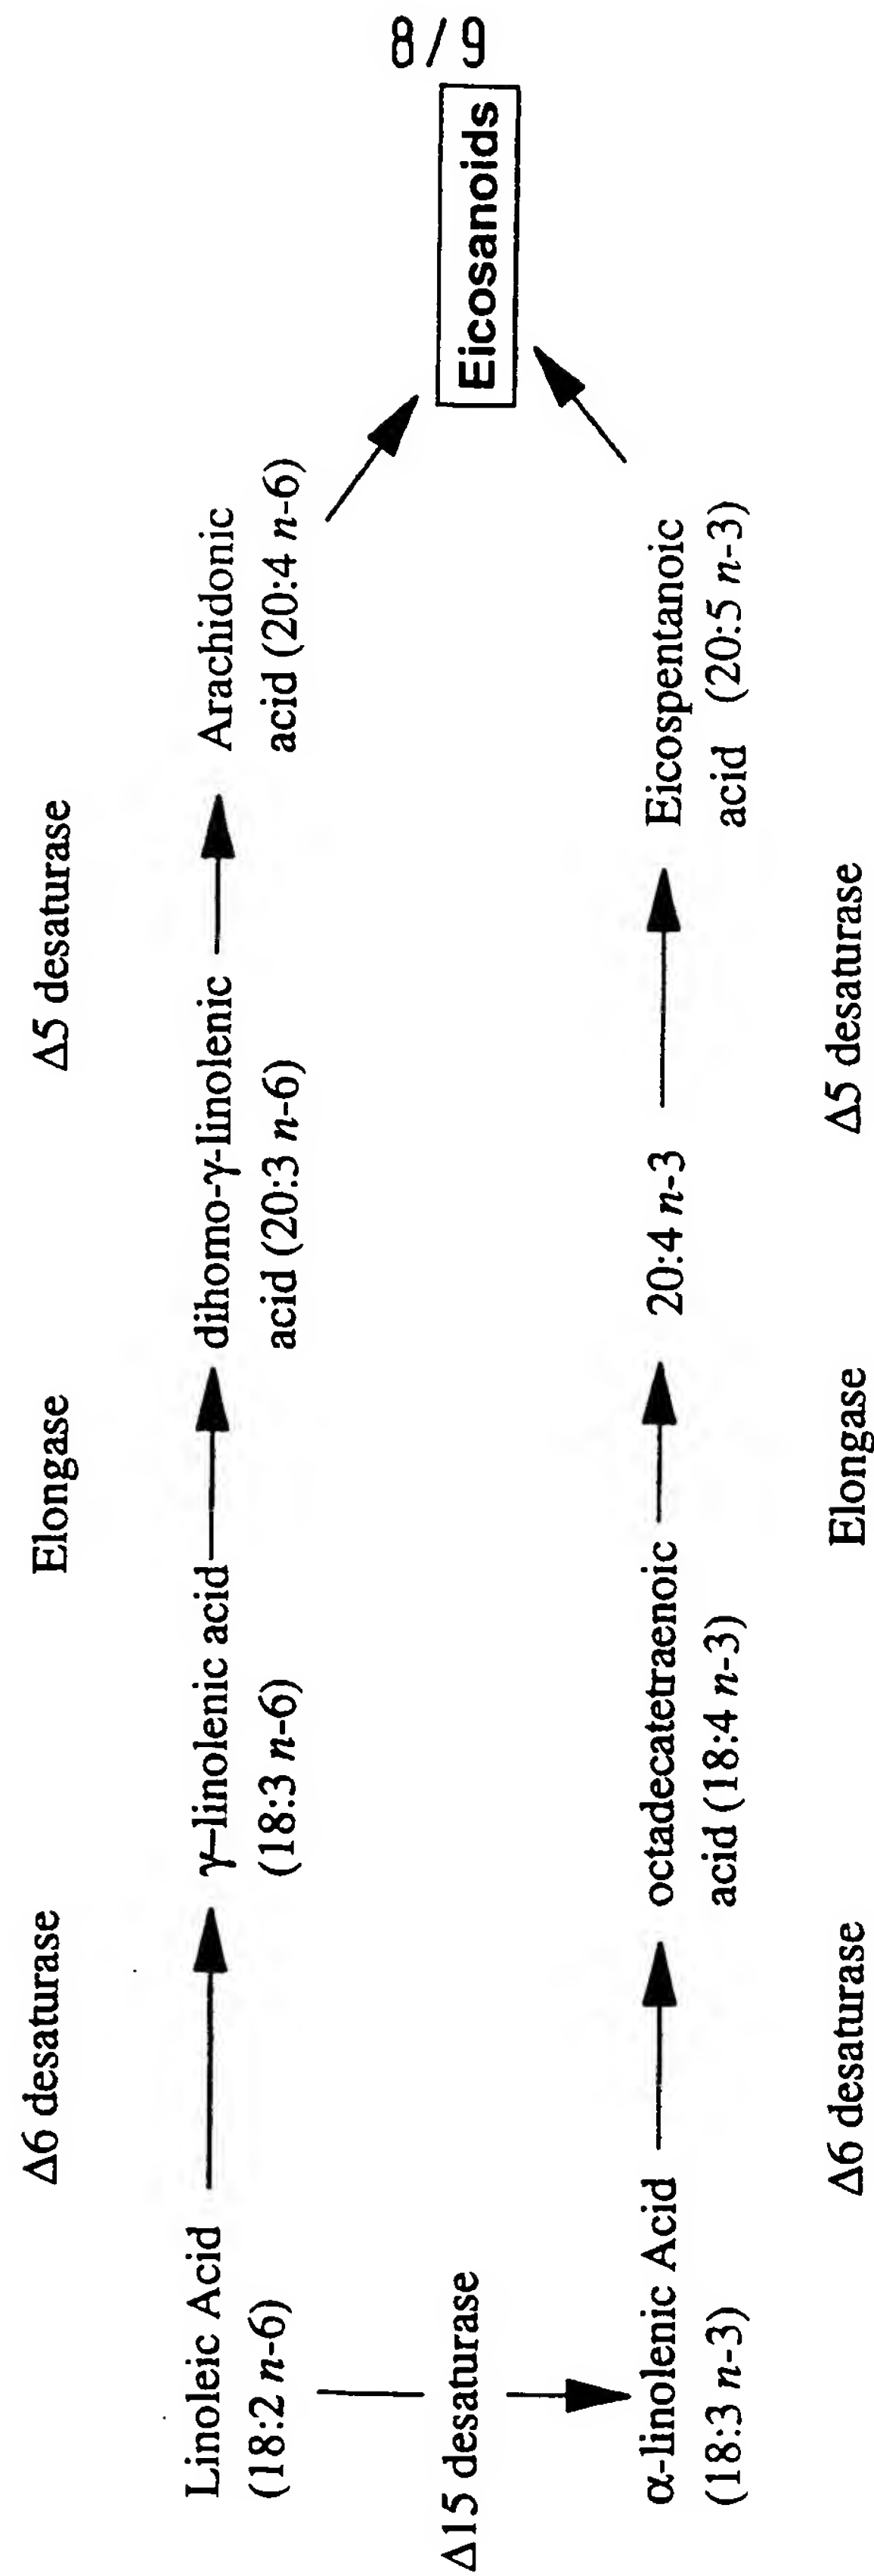 8/9
Δ6 desaturase
Elongase
Δ5 desaturase
Linoleic Acid
(18:2 n-6)
γ–linolenic acid
(18:3 n-6)
dihomo-γ-linolenic
acid (20:3 n-6)
Arachidonic
acid (20:4 n-6)
Δ15 desaturase
Eicosanoids
α-linolenic Acid
(18:3 n-3)
octadecatetraenoic
acid (18:4 n-3)
20:4 n-3
Eicospentanoic
acid (20:5 n-3)
Δ6 desaturase
Elongase
Δ5 desaturase